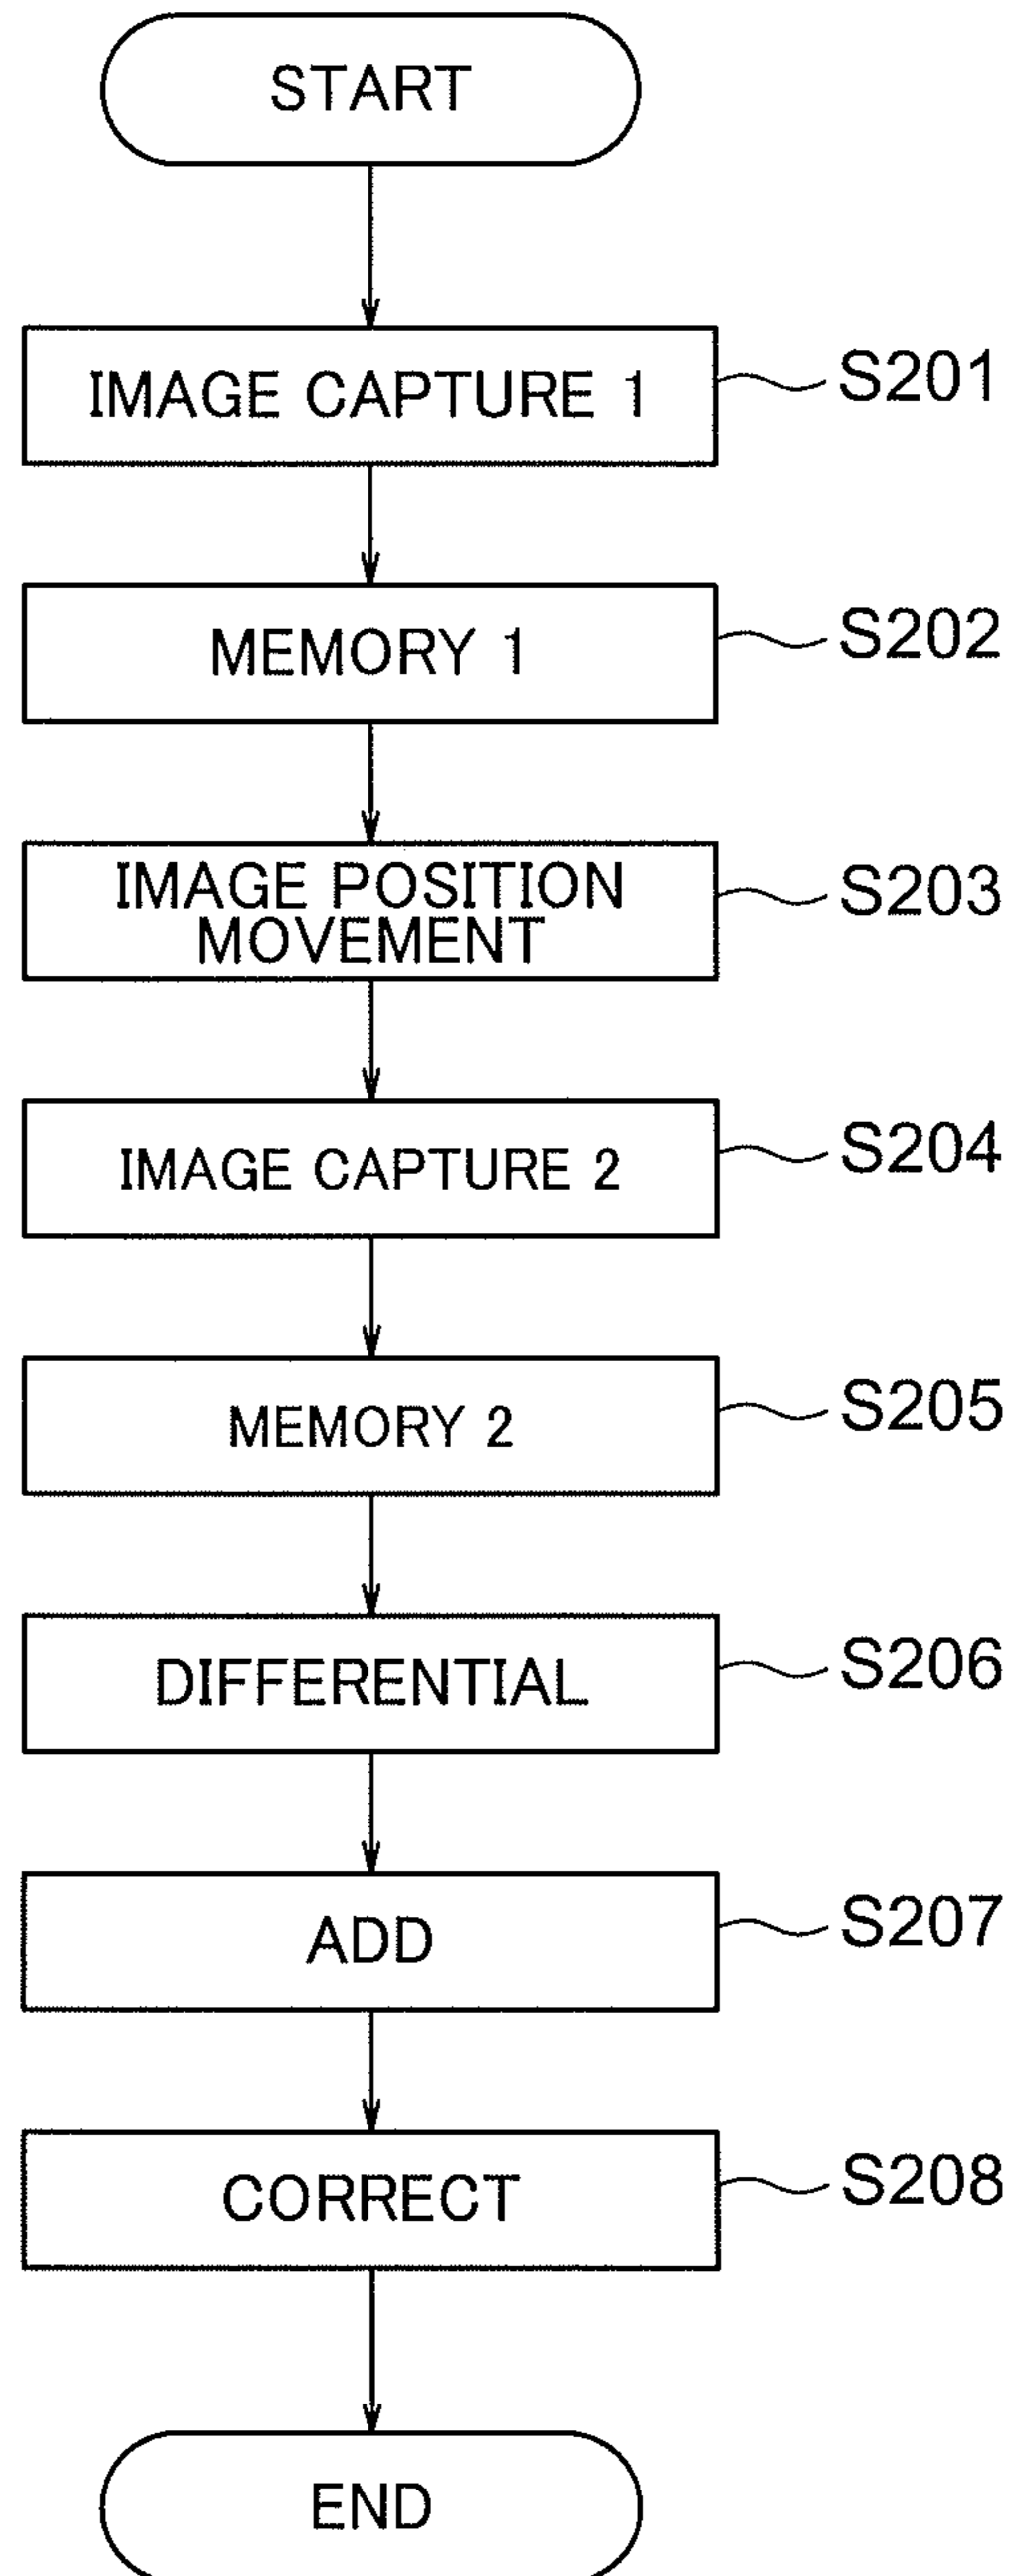 START
IMAGE CAPTURE 1
S201
MEMORY 1
S202
IMAGE POSITION
MOVEMENT
S203
IMAGE CAPTURE 2
S204
MEMORY 2
S205
DIFFERENTIAL
S206
ADD
S207
CORRECT
S208
END